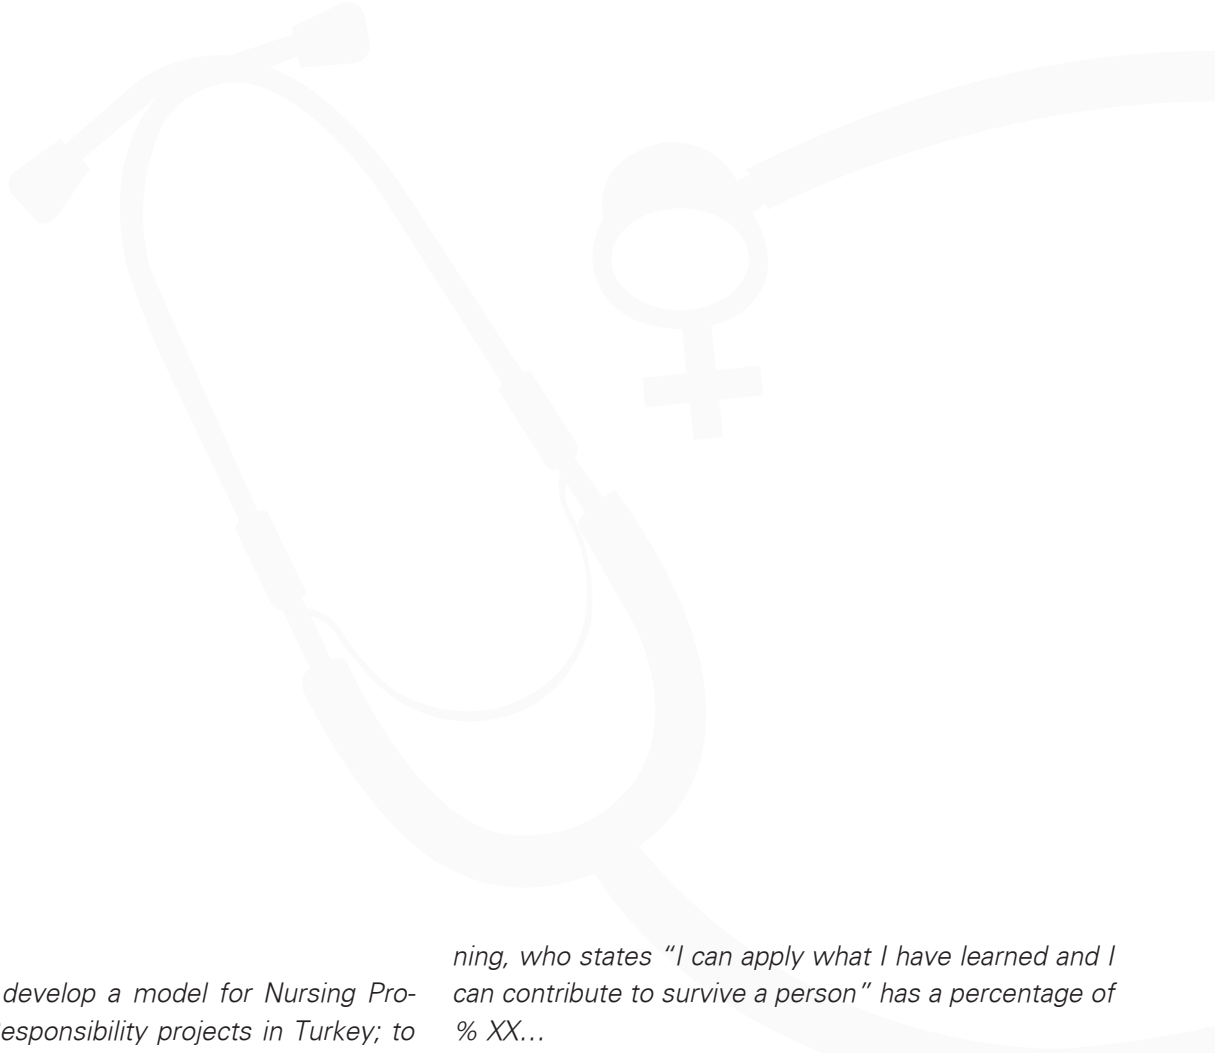 develop a model for Nursing Pro-
esponsibility projects in Turkey; to
ning, who states “I can apply what I have learned and I
can contribute to survive a person” has a percentage of
% XX…